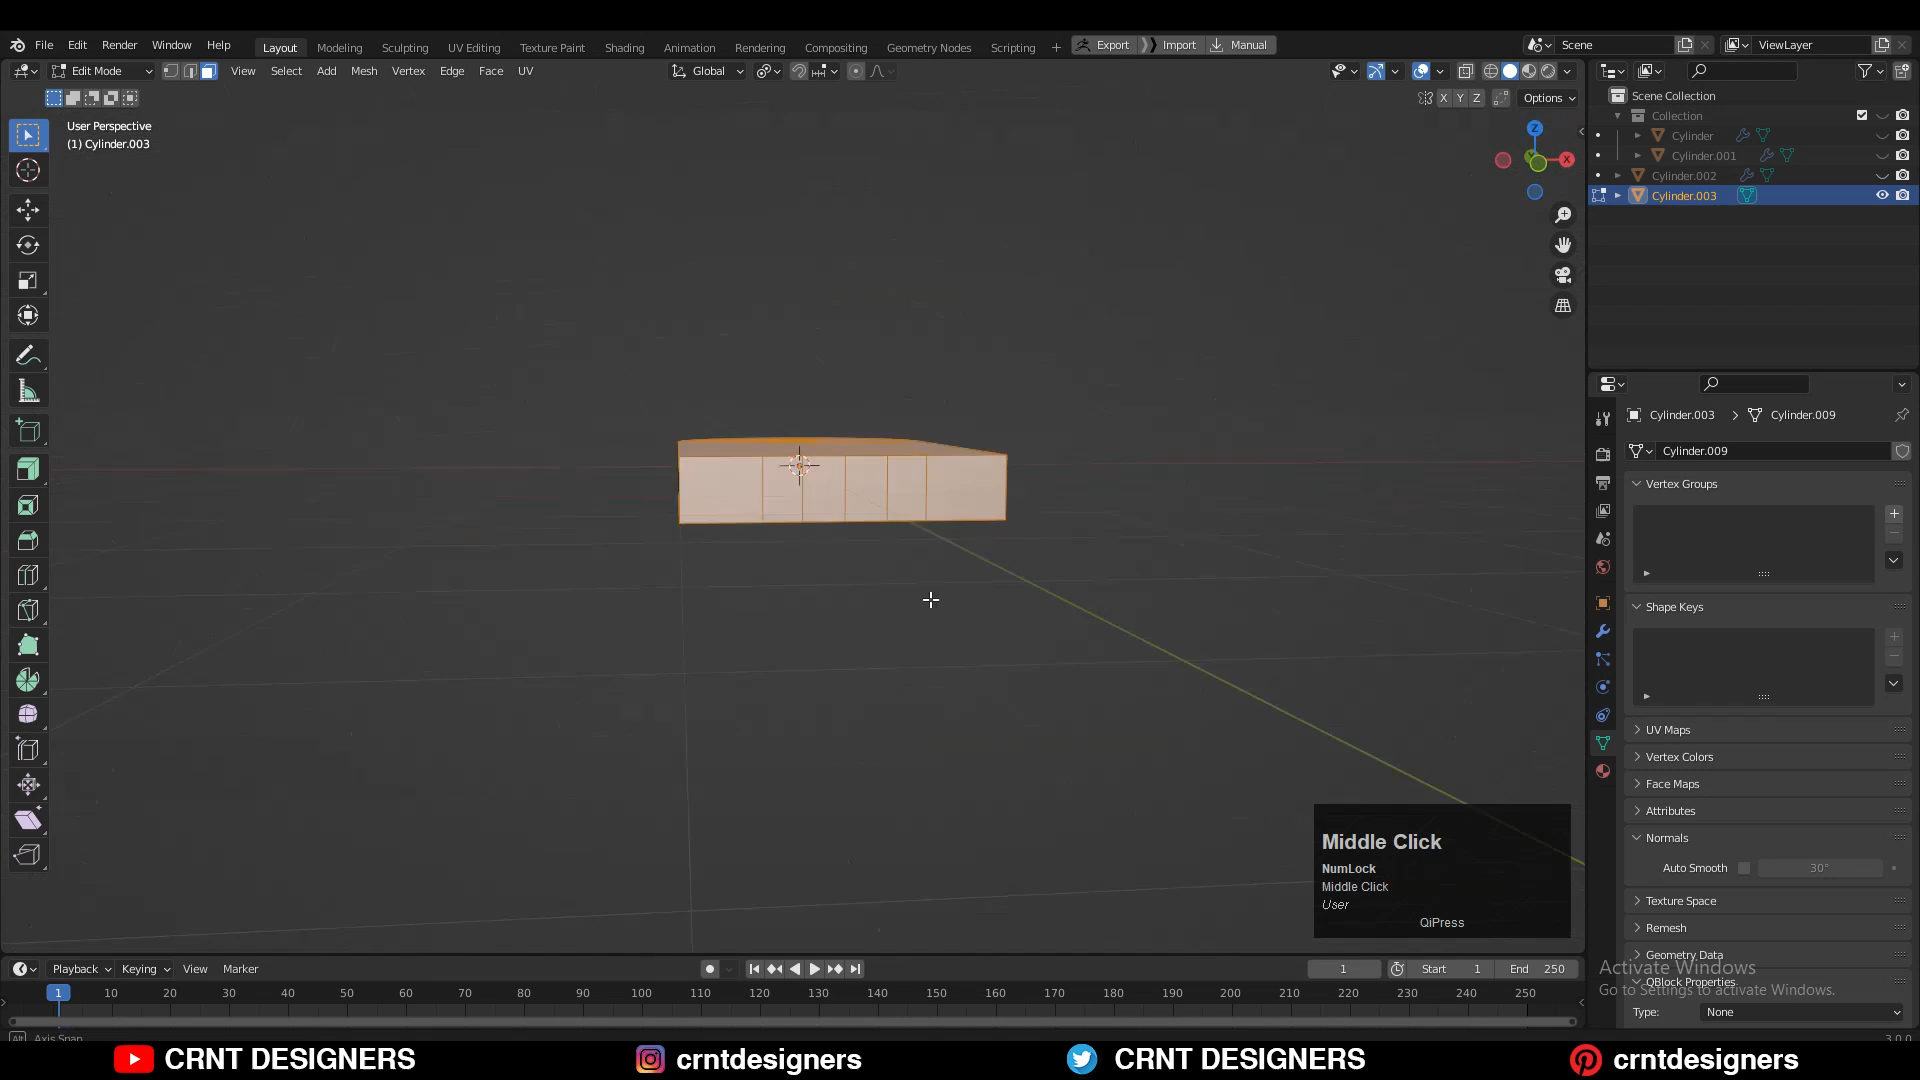 File Edit Render Window Help Layout Modeling Sculpting UV Editing Texture Paint Shading Animation Rendering Compositing Geometry Nodes Scripting + Export Import Manual Scene ViewLayer
Edit Mode View Select Add Mesh Vertex Edge Face UV Global
X Y Z Options
User Perspective
(1) Cylinder.003
Z
X
Scene Collection
Collection
Cylinder
Cylinder.001
Cylinder.002
Cylinder.003
Cylinder.003 > Cylinder.009
Cylinder.009
Vertex Groups
Shape Keys
UV Maps
Vertex Colors
Face Maps
Attributes
Normals
Auto Smooth 30°
Texture Space
Remesh
Geometry Data
Activate Windows
QBlock Properties
Go to Settings to activate Windows.
Type: None
Middle Click
NumLock
Middle Click
User
QiPress
Playback Keying View Marker 1 Start 1 End 250
1 10 20 30 40 50 60 70 80 90 100 110 120 130 140 150 160 170 180 190 200 210 220 230 240 250
Alt Axis Snap 3.0.0
CRNT DESIGNERS crntdesigners CRNT DESIGNERS crntdesigners